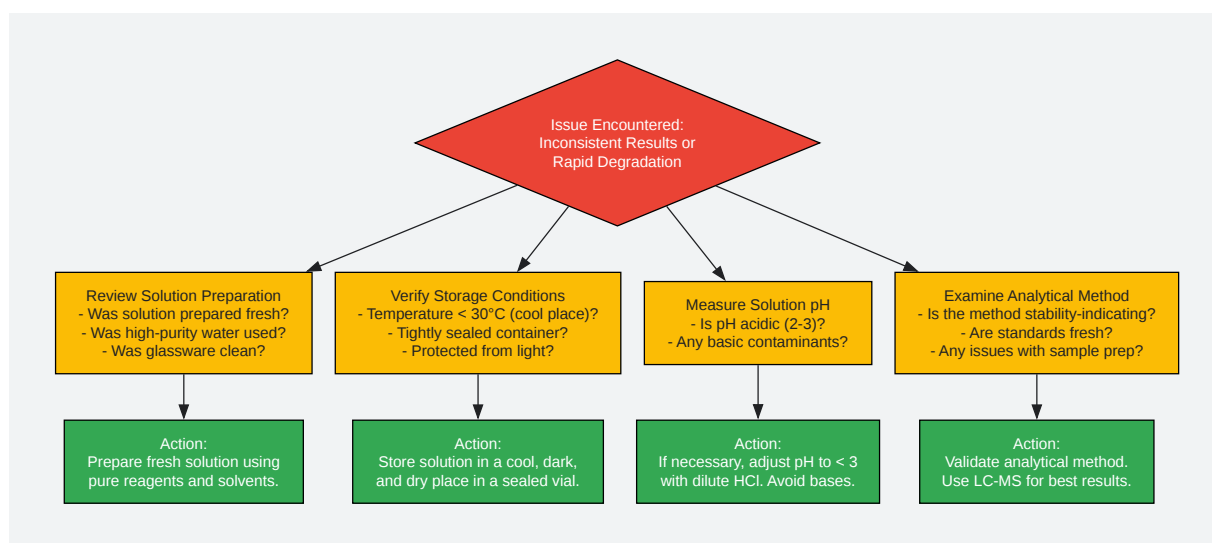 Issue Encountered:
Inconsistent Results or
Rapid Degradation
Review Solution Preparation
- Was solution prepared fresh?
- Was high-purity water used?
- Was glassware clean?
Verify Storage Conditions
- Temperature < 30°C (cool place)?
- Tightly sealed container?
- Protected from light?
Measure Solution pH
- Is pH acidic (2-3)?
- Any basic contaminants?
Examine Analytical Method
- Is the method stability-indicating?
- Are standards fresh?
- Any issues with sample prep?
Action:
Prepare fresh solution using
pure reagents and solvents.
Action:
Store solution in a cool, dark,
and dry place in a sealed vial.
Action:
If necessary, adjust pH to < 3
with dilute HCl. Avoid bases.
Action:
Validate analytical method.
Use LC-MS for best results.